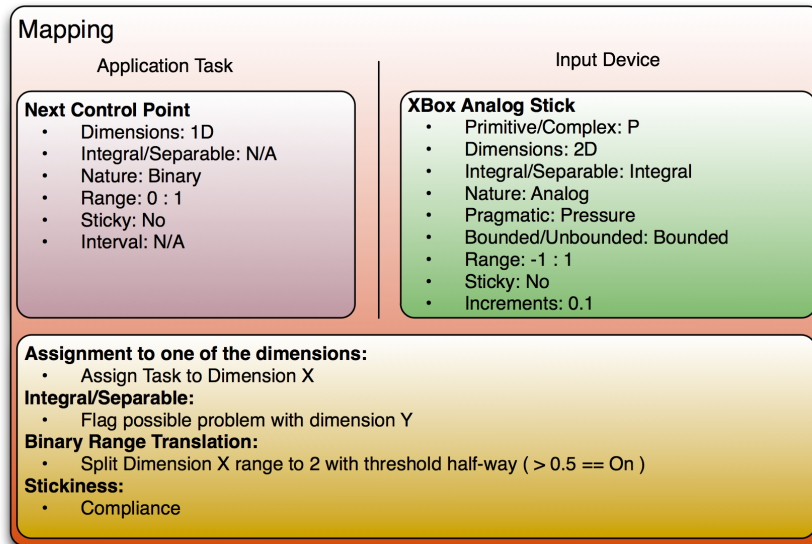 Mapping
Application Task
Input Device
Next Control Point
• Dimensions: 1D
• Integral/Separable: N/A
• Nature: Binary
• Range: 0 : 1
• Sticky: No
• Interval: N/A
XBox Analog Stick
• Primitive/Complex: P
• Dimensions: 2D
• Integral/Separable: Integral
• Nature: Analog
• Pragmatic: Pressure
• Bounded/Unbounded: Bounded
• Range: -1 : 1
• Sticky: No
• Increments: 0.1
Assignment to one of the dimensions:
• Assign Task to Dimension X
Integral/Separable:
• Flag possible problem with dimension Y
Binary Range Translation:
• Split Dimension X range to 2 with threshold half-way ( > 0.5 == On )
Stickiness:
• Compliance